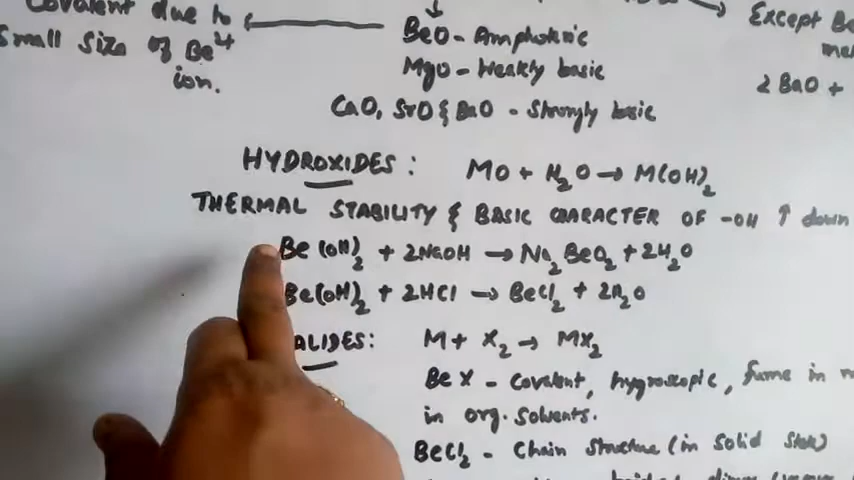 Covalent due to
Small Size of Be²⁺
ion.
BeO - Amphoteric
MgO - Weakly basic
CaO, SrO & BaO - Strongly basic
Except Be
2 BaO +
HYDROXIDES : MO + H₂O → M(OH)₂
THERMAL STABILITY & BASIC CHARACTER OF -OH ↑ down
Be(OH)₂ + 2NaOH → Na₂BeO₂ + 2H₂O
Be(OH)₂ + 2HCl → BeCl₂ + 2H₂O
ALIDES: M + X₂ → MX₂
BeX - Covalent, hygroscopic, fume in
in org. Solvents.
BeCl₂ - Chain Structure (in Solid State)